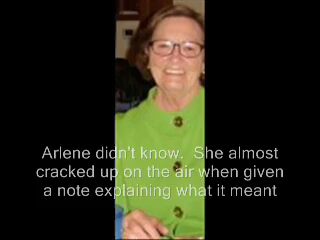 Arlene didn't know.  She almost
cracked up on the air when given
a note explaining what it meant